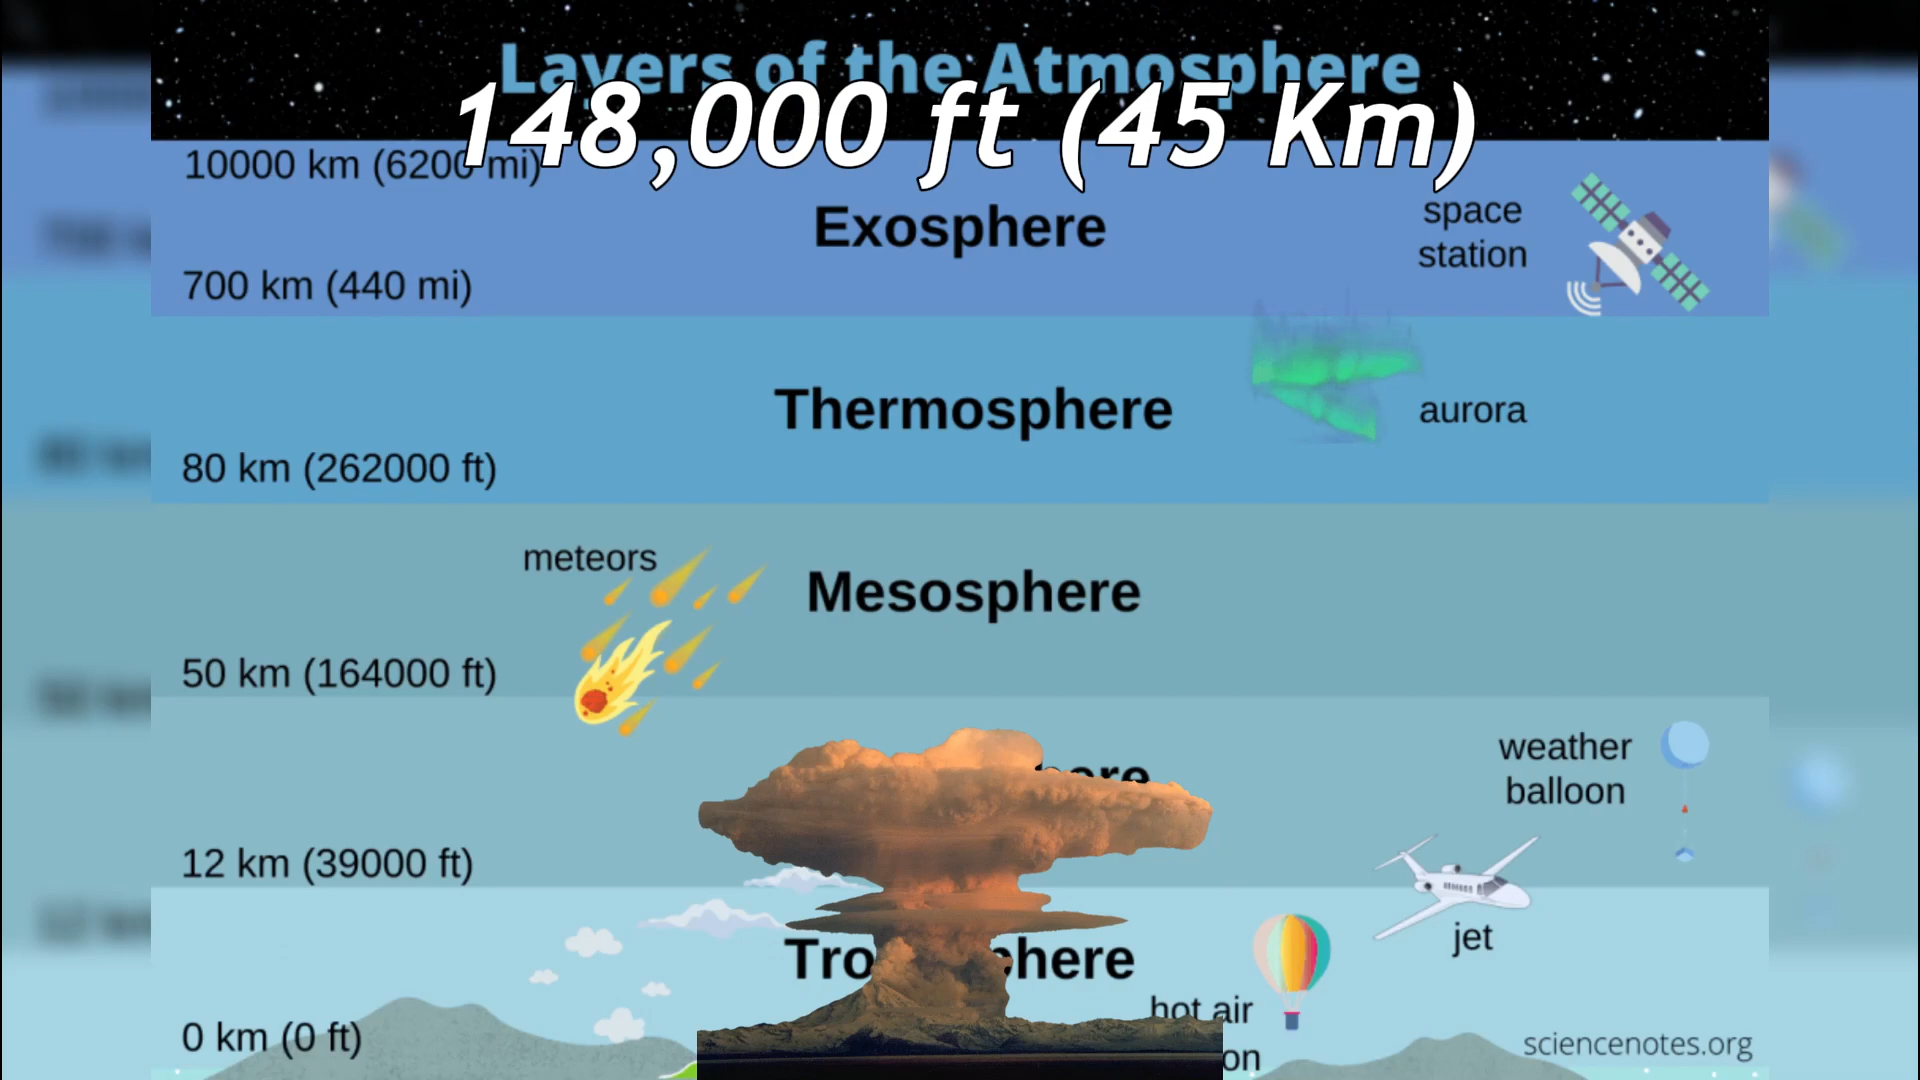 Layers of the Atmosphere
148,000 ft (45 Km)
10000 km (6200 mi)
Exosphere
space
station
700 km (440 mi)
Thermosphere
aurora
80 km (262000 ft)
meteors
Mesosphere
50 km (164000 ft)
weather
balloon
12 km (39000 ft)
jet
hot air
0 km (0 ft)
sciencenotes.org